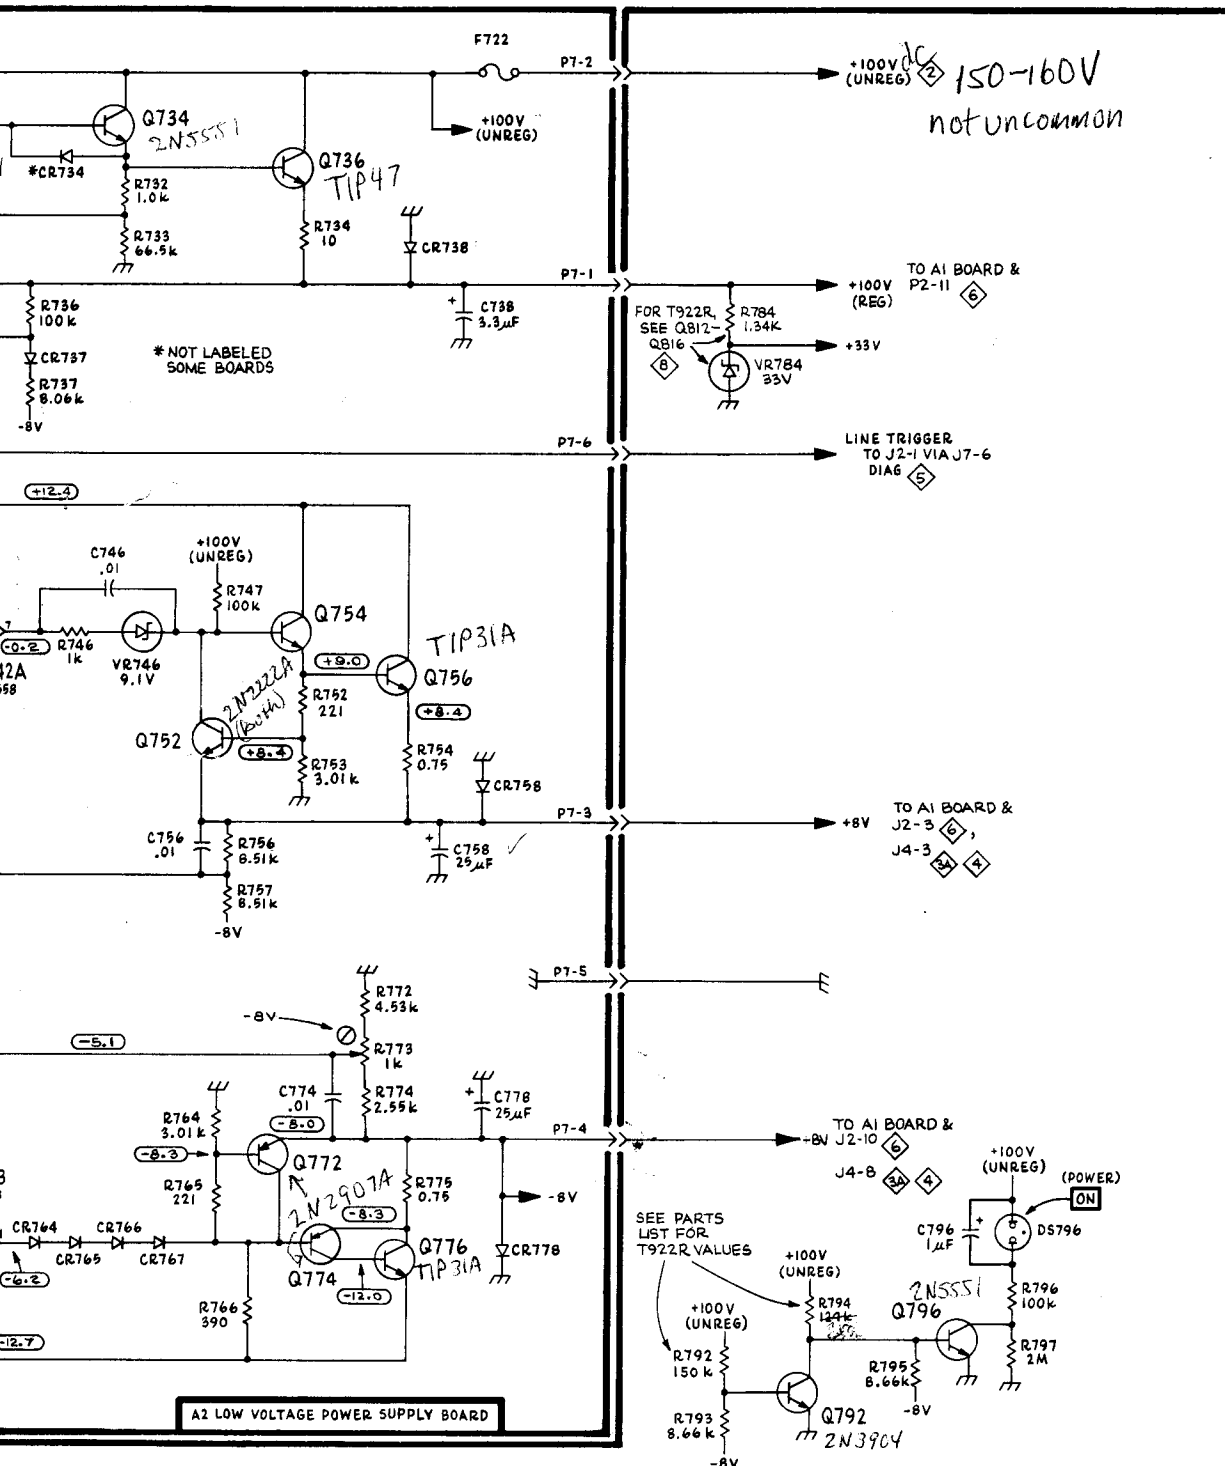 F722
P7-2
+100V
(UNREG)
dc
2
150-160V
not uncommon
+100V
(UNREG)
Q734
2N5551
*CR734
R732
1.0k
Q736
TIP47
R733
66.5k
R734
10
CR738
P7-1
+100V
(REG)
TO A1 BOARD &
P2-11
6
R736
100k
C738
3.3µF
FOR T922R,
SEE Q812-
Q816
8
R784
1.34K
+33V
CR737
*NOT LABELED
SOME BOARDS
VR784
33V
R737
8.06k
-8V
P7-6
LINE TRIGGER
TO J2-1 VIA J7-6
DIAG
5
+12.4
+100V
(UNREG)
C746
.01
R747
100k
Q754
7
-0.2
R746
1k
VR746
9.1V
42A
TIP31A
+9.0
Q756
2N2222A
(Both)
R752
221
+8.4
Q752
+8.4
R753
3.01k
R754
0.75
CR758
P7-3
+8V
TO A1 BOARD &
J2-3
6
,
J4-3
3A
4
C756
.01
R756
8.51k
C758
25µF
R757
8.51k
-8V
P7-5
R772
4.53k
-8V
-5.1
R773
1k
C774
.01
R774
2.55k
C778
25µF
-8.0
R764
3.01k
P7-4
-8V
TO A1 BOARD &
J2-10
6
J4-8
3A
4
-8.3
Q772
2N2907A
R765
221
R775
0.75
-8V
-8.3
CR764
CR765
CR766
CR767
-6.2
Q774
Q776
TIP31A
CR778
-12.0
R766
390
-12.7
SEE PARTS
LIST FOR
T922R VALUES
+100V
(UNREG)
(POWER)
ON
C796
1µF
DS796
+100V
(UNREG)
+100V
(UNREG)
R794
124k
2N5551
Q796
R796
100k
R792
150k
R795
8.66k
-8V
R797
2M
R793
8.66k
-8V
Q792
2N3904
A2 LOW VOLTAGE POWER SUPPLY BOARD